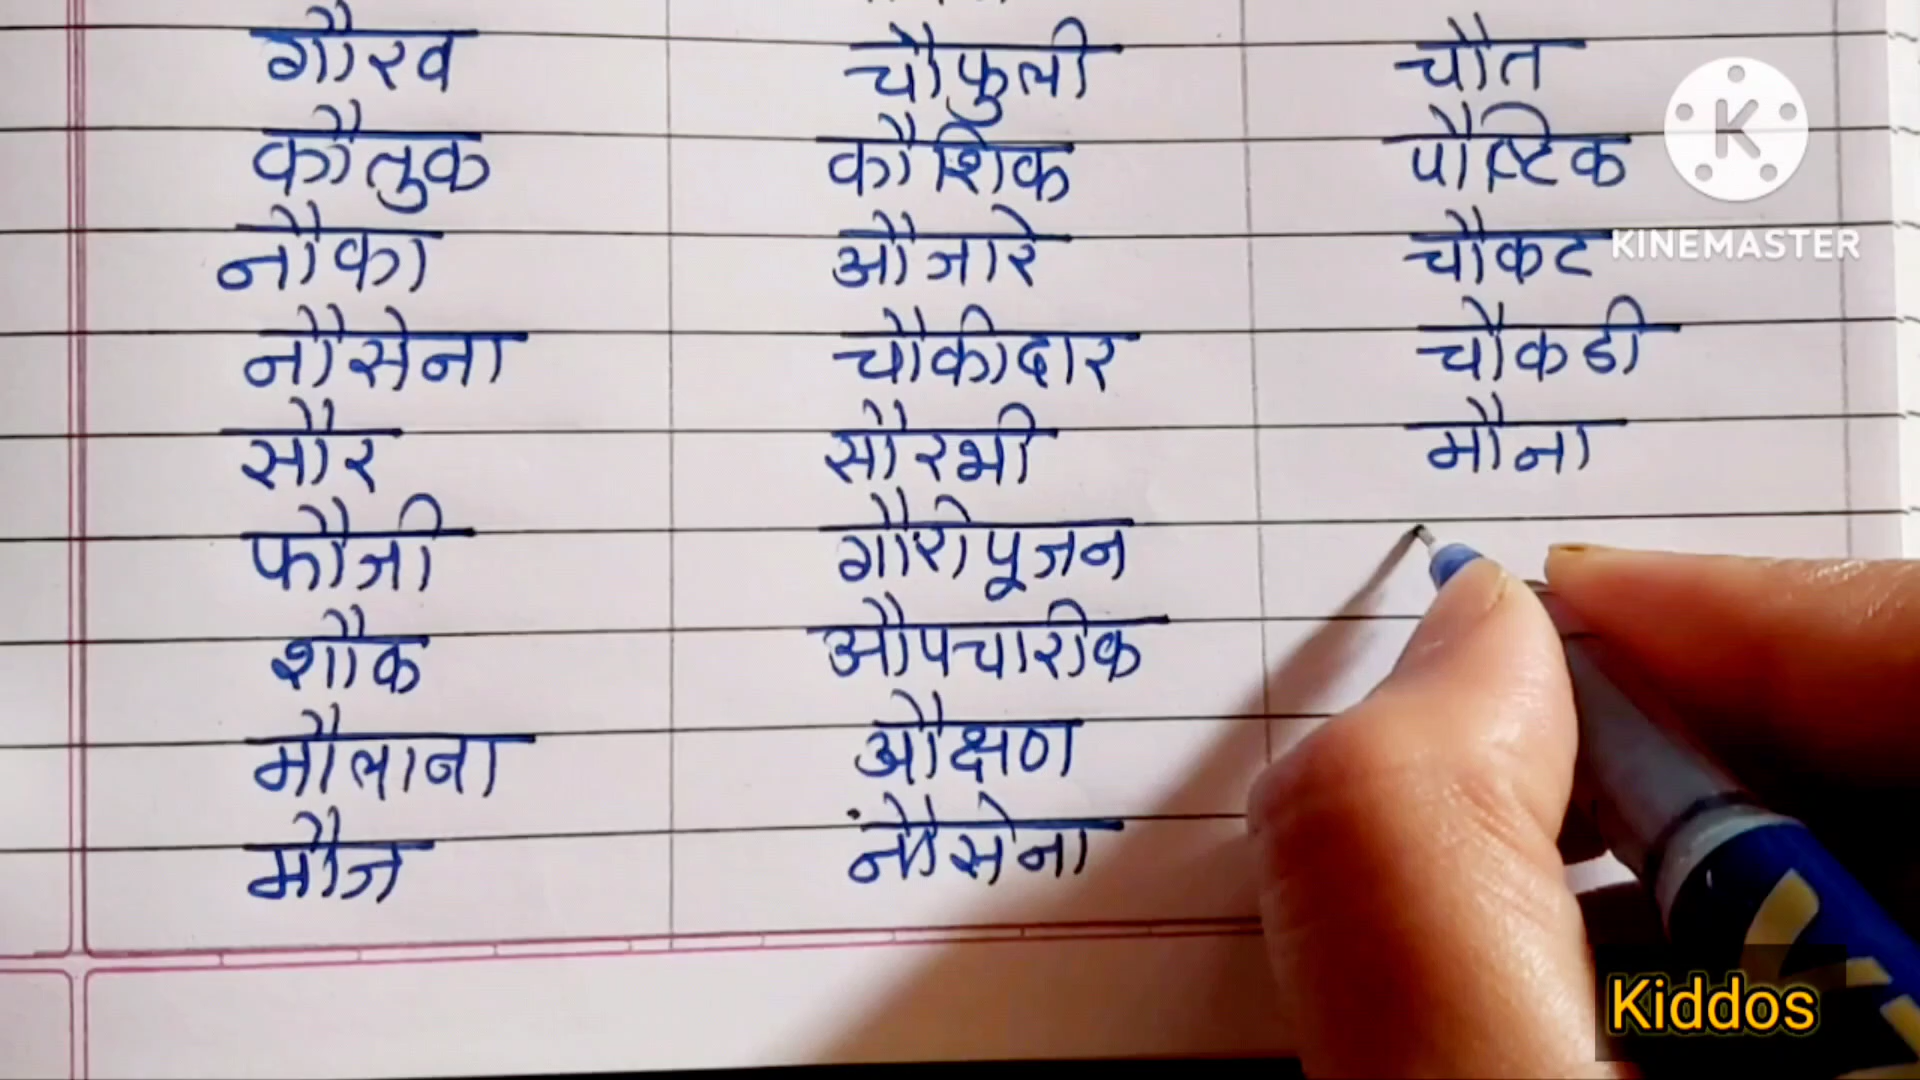 गौरव
कौतुक
नौका
नौसेना
सौर
फौजी
शौक
मौलाना
मौज
चौफुली
कौशिक
औजारे
चौकीदार
सौरभी
गौरीपूजन
औपचारीक
औक्षण
नौसेना
चौत
पौष्टिक
चौकट
चौकडी
मौना
KINEMASTER
Kiddos